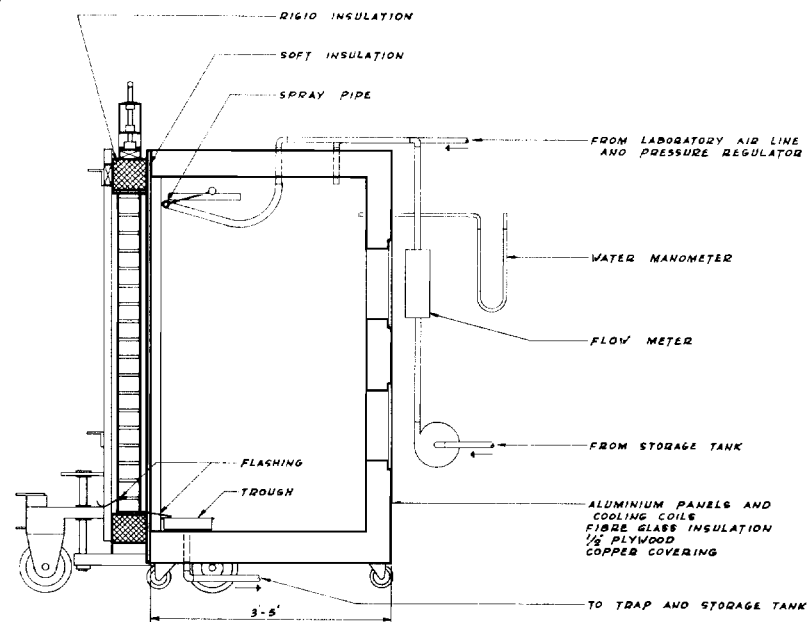 RIGID INSULATION
SOFT INSULATION
SPRAY PIPE
FROM LABORATORY AIR LINE
AND PRESSURE REGULATOR
WATER MANOMETER
FLOW METER
FROM STORAGE TANK
FLASHING
TROUGH
ALUMINIUM PANELS AND
COOLING COILS
FIBRE GLASS INSULATION
1/2" PLYWOOD
COPPER COVERING
TO TRAP AND STORAGE TANK
3'-5"